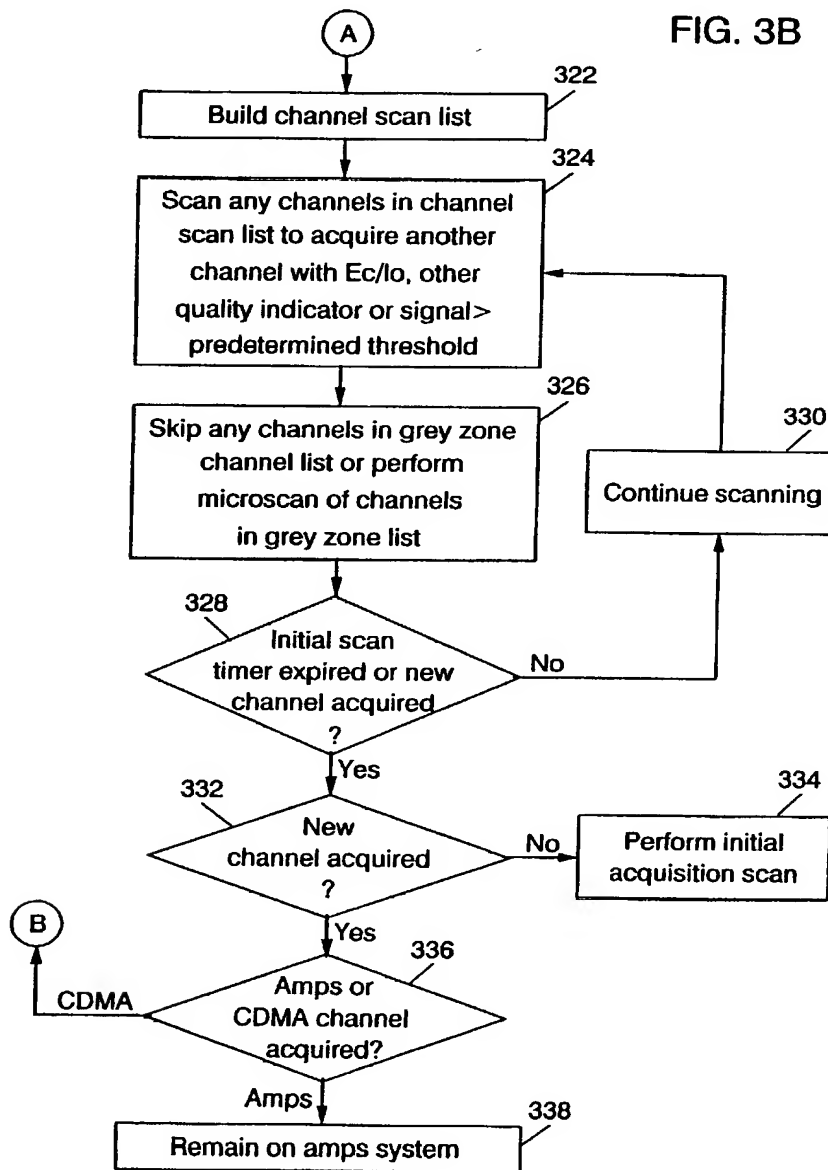 FIG. 3B
A
322
Build channel scan list
324
Scan any channels in channel
scan list to acquire another
channel with Ec/Io, other
quality indicator or signal>
predetermined threshold
326
Skip any channels in grey zone
channel list or perform
microscan of channels
in grey zone list
330
Continue scanning
328
Initial scan
timer expired or new
channel acquired
?
No
Yes
332
New
channel acquired
?
No
334
Perform initial
acquisition scan
Yes
B
CDMA
336
Amps or
CDMA channel
acquired?
Amps
338
Remain on amps system